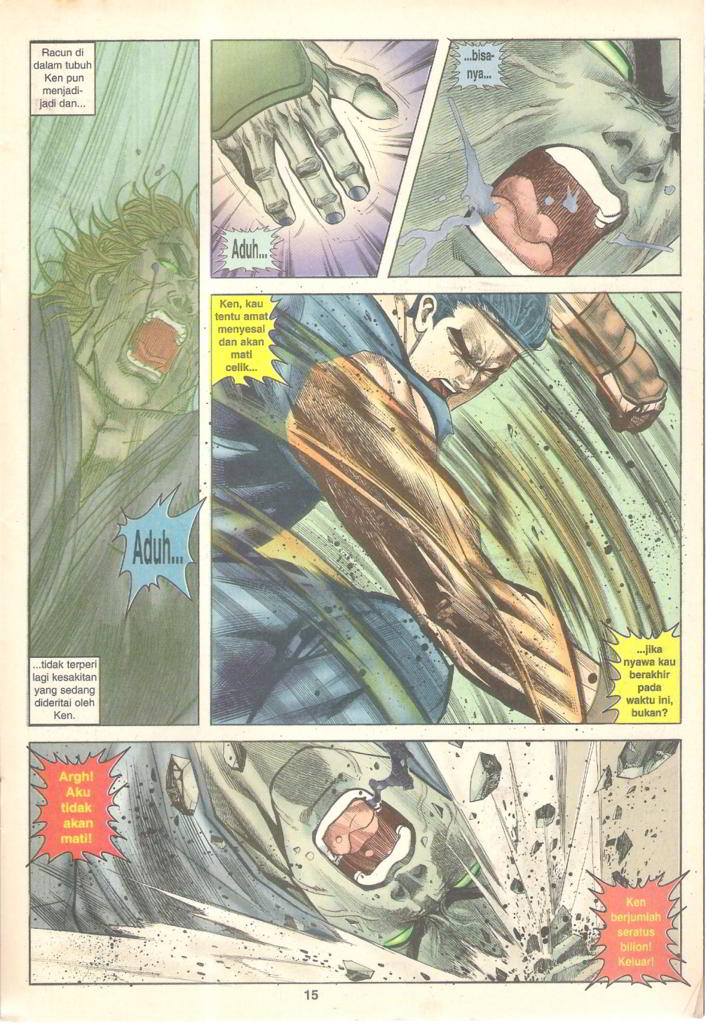 Racun di
dalam tubuh
Ken pun
menjadi-
jadi dan...
Aduh...
...tidak terperi
lagi kesakitan
yang sedang
dideritai oleh
Ken.
Aduh...
...bisa-
nya...
Ken, kau
tentu amat
menyesal
dan akan
mati
celik...
...jika
nyawa kau
berakhir
pada
waktu ini,
bukan?
Argh!
Aku
tidak
akan
mati!
Ken
berjumlah
seratus
bilion!
Keluar!
15